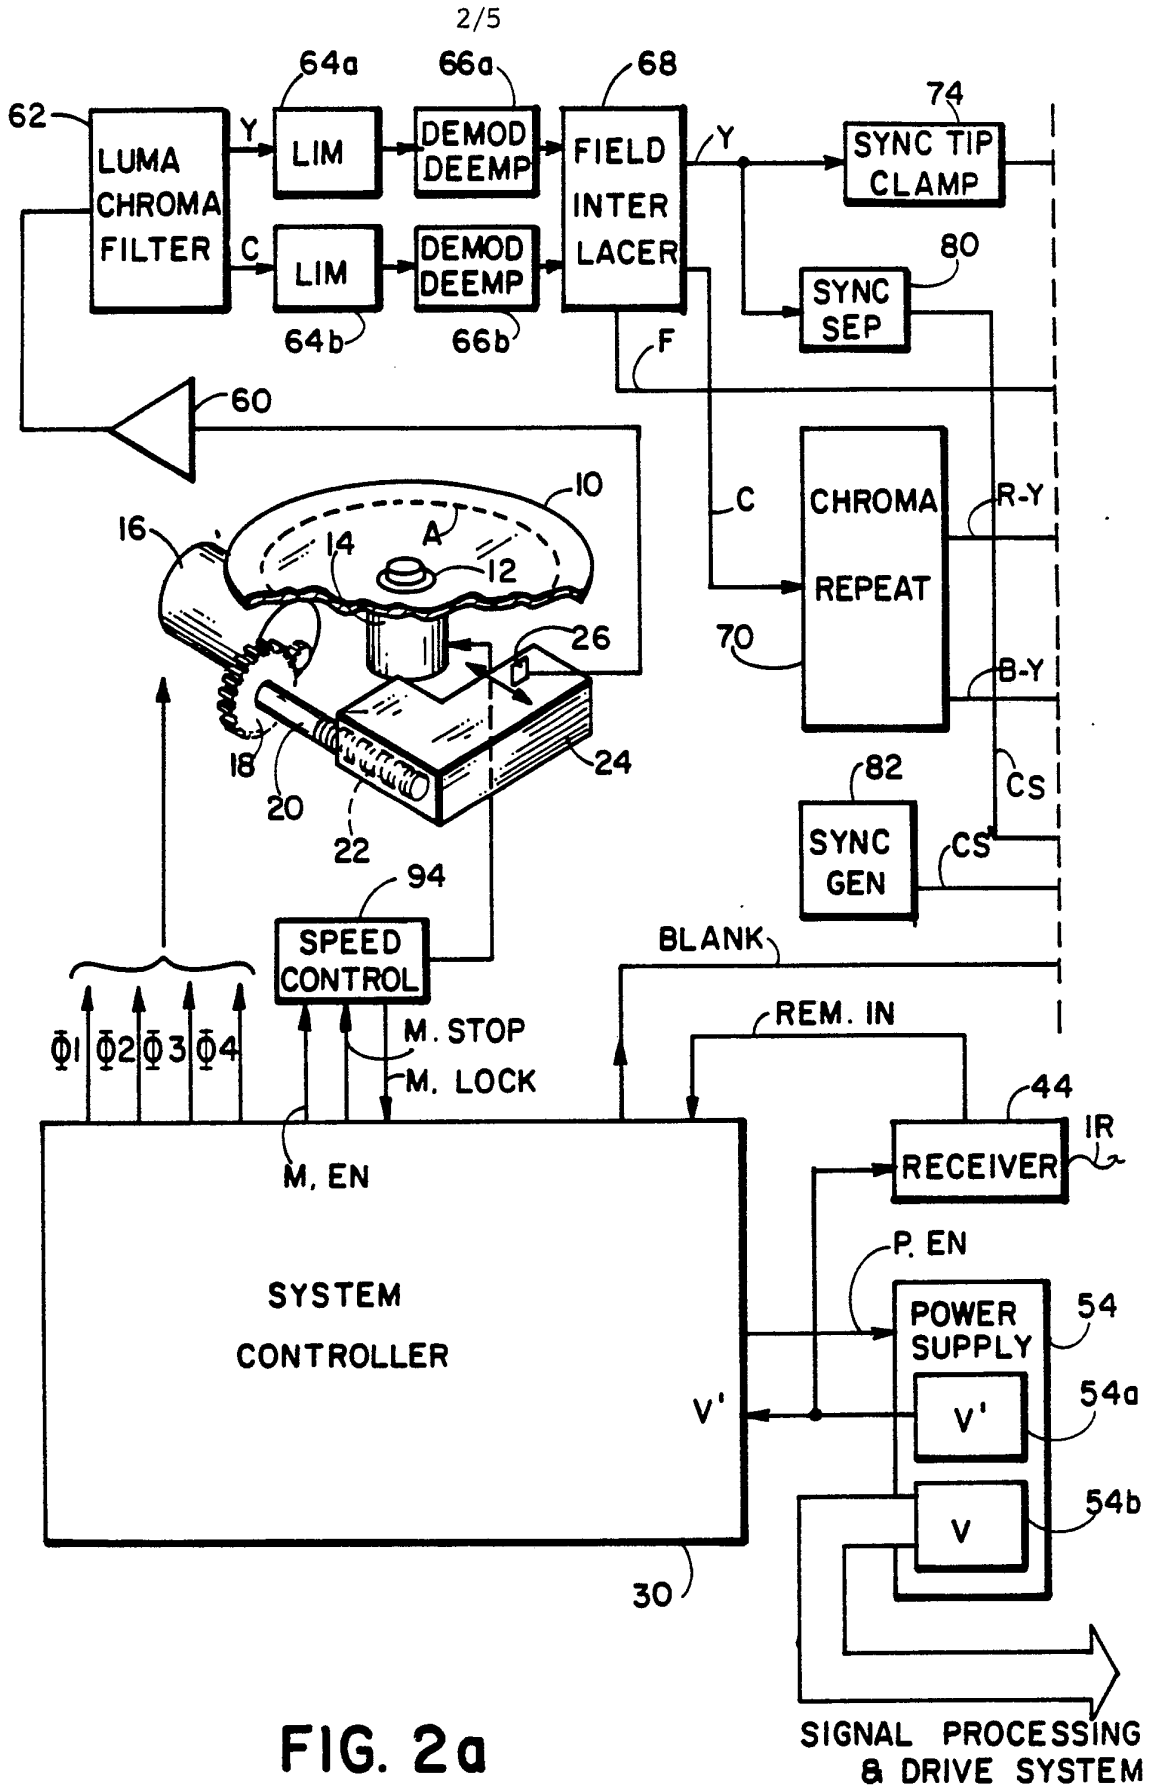 2/5
64a
66a
68
74
62
LUMA
CHROMA
FILTER
Y
LIM
DEMOD
DEEMP
FIELD
INTER
LACER
Y
SYNC TIP
CLAMP
C
LIM
DEMOD
DEEMP
80
SYNC
SEP
64b
66b
F
60
10
16
A
14
12
C
CHROMA
REPEAT
R-Y
70
26
B-Y
18
20
22
24
82
CS
SYNC
GEN
CS'
94
SPEED
CONTROL
BLANK
Φ1
Φ2
Φ3
Φ4
M. STOP
M. LOCK
REM. IN
44
IR
RECEIVER
M. EN
P. EN
SYSTEM
CONTROLLER
POWER
SUPPLY
54
V'
V'
54a
V
54b
30
SIGNAL PROCESSING
& DRIVE SYSTEM
FIG. 2a